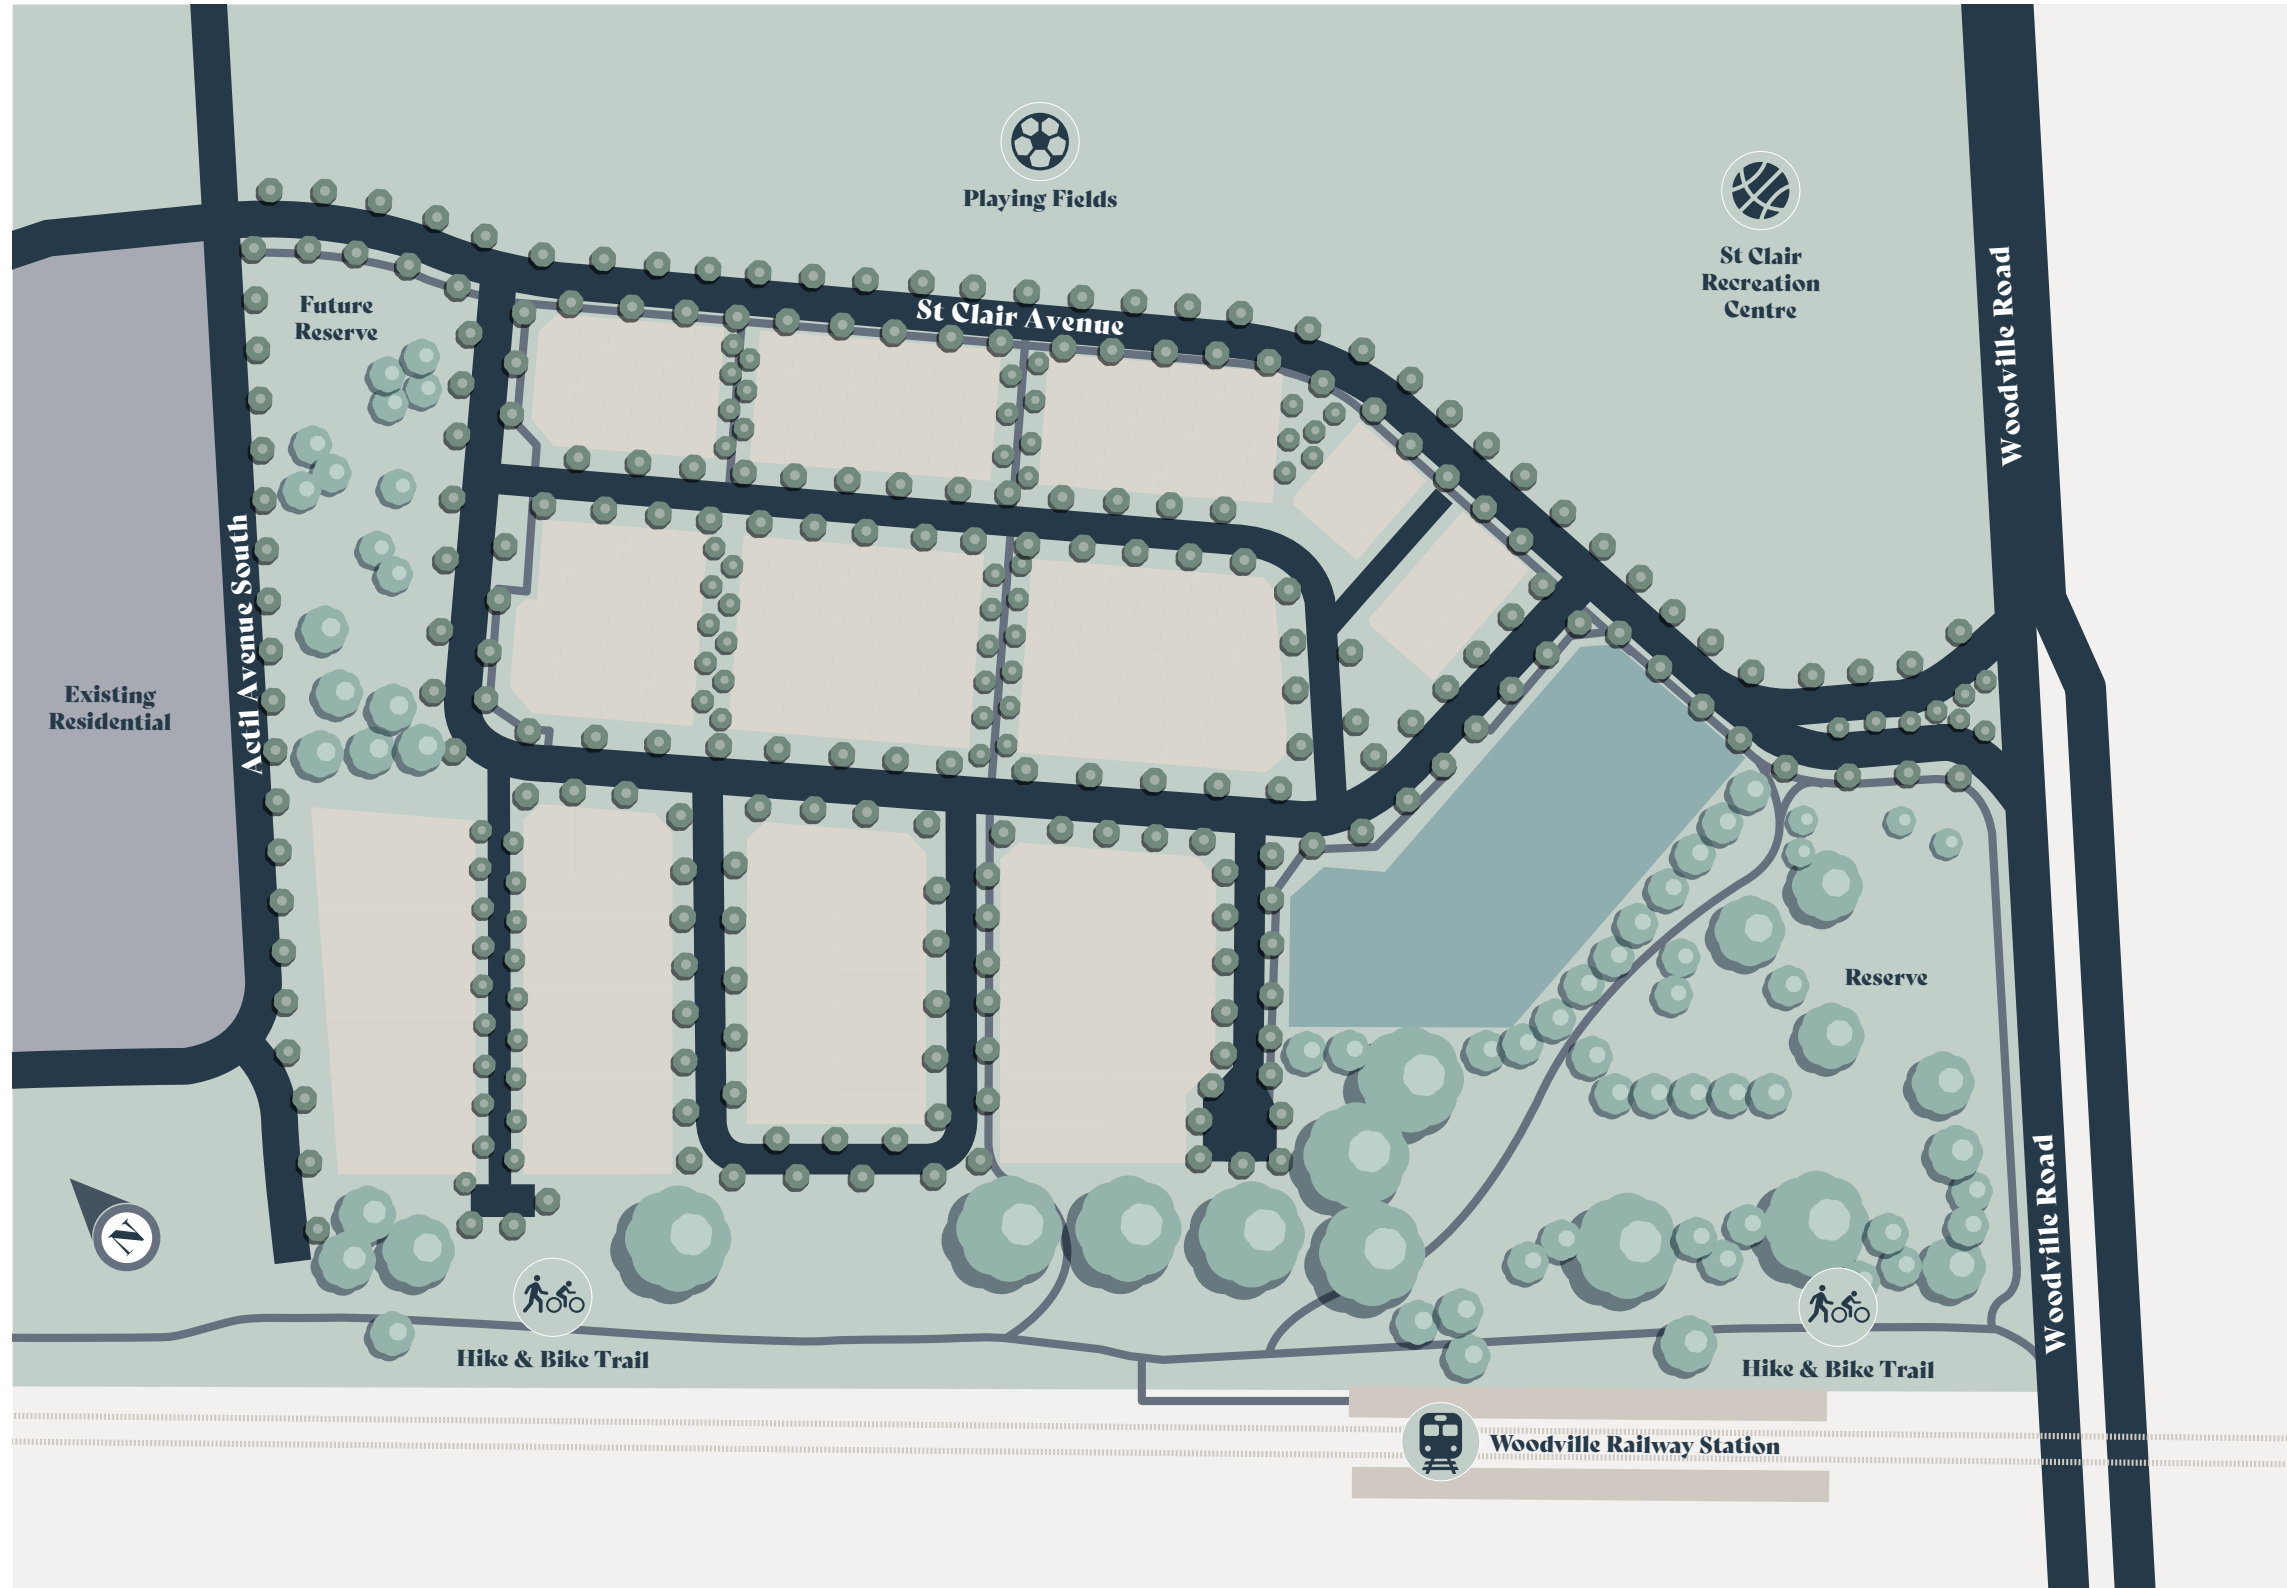 Playing Fields
St Clair
Recreation
Centre
Woodville Road
Future
Reserve
St Clair Avenue
Existing
Residential
Actil Avenue South
Reserve
N
Hike & Bike Trail
Hike & Bike Trail
Woodville Road
Woodville Railway Station